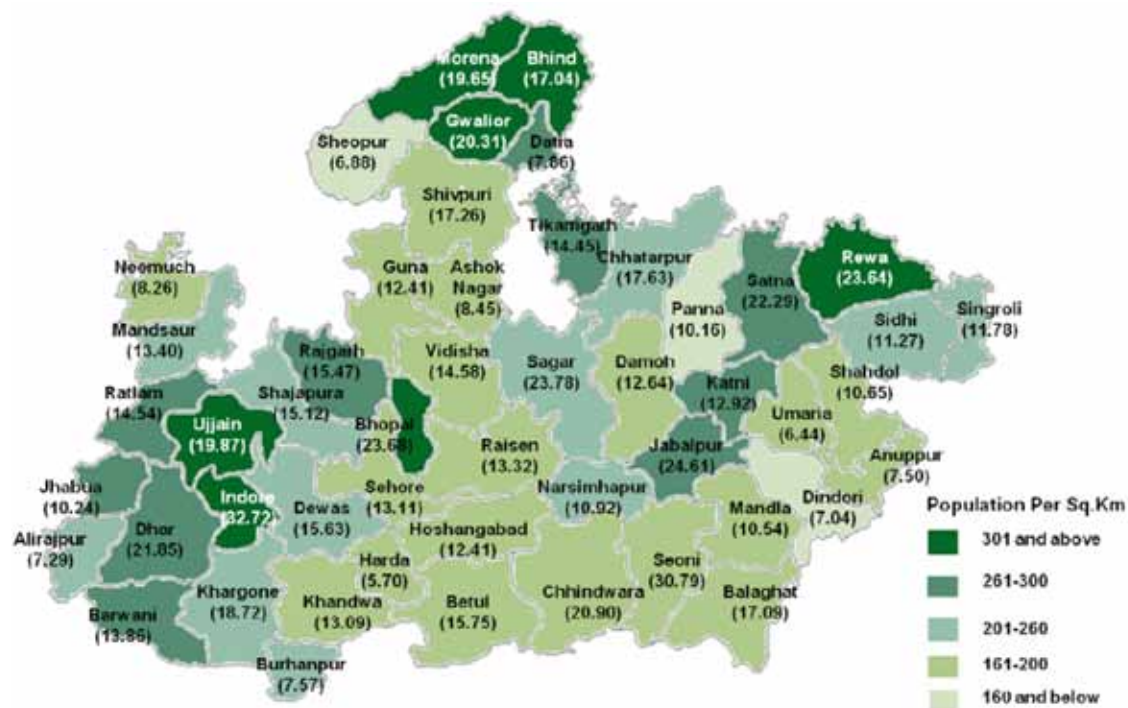 Morena
(19.65)
Bhind
(17.04)
Gwalior
(20.31)
Datia
(7.86)
Sheopur
(6.88)
Shivpuri
(17.26)
Tikamgarh
(14.45)
Chhatarpur
(17.63)
Rewa
(23.64)
Satna
(22.29)
Singroli
(11.78)
Sidhi
(11.27)
Panna
(10.16)
Neemuch
(8.26)
Guna
(12.41)
Ashok
Nagar
(8.45)
Mandsaur
(13.40)
Rajgarh
(15.47)
Vidisha
(14.58)
Sagar
(23.78)
Damoh
(12.64)
Katni
(12.92)
Shahdol
(10.65)
Ratlam
(14.54)
Shajapura
(15.12)
Ujjain
(19.87)
Bhopal
(23.68)
Raisen
(13.32)
Jabalpur
(24.61)
Umaria
(6.44)
Anuppur
(7.50)
Jhabua
(10.24)
Indore
(32.72)
Dewas
(15.63)
Sehore
(13.11)
Narsimhapur
(10.92)
Mandla
(10.54)
Dindori
(7.04)
Alirajpur
(7.29)
Dhar
(21.85)
Hoshangabad
(12.41)
Harda
(5.70)
Seoni
(30.79)
Khargone
(18.72)
Khandwa
(13.09)
Betul
(15.75)
Chhindwara
(20.90)
Balaghat
(17.09)
Barwani
(13.86)
Burhanpur
(7.57)
Population Per Sq.Km
301 and above
261-300
201-260
161-200
160 and below